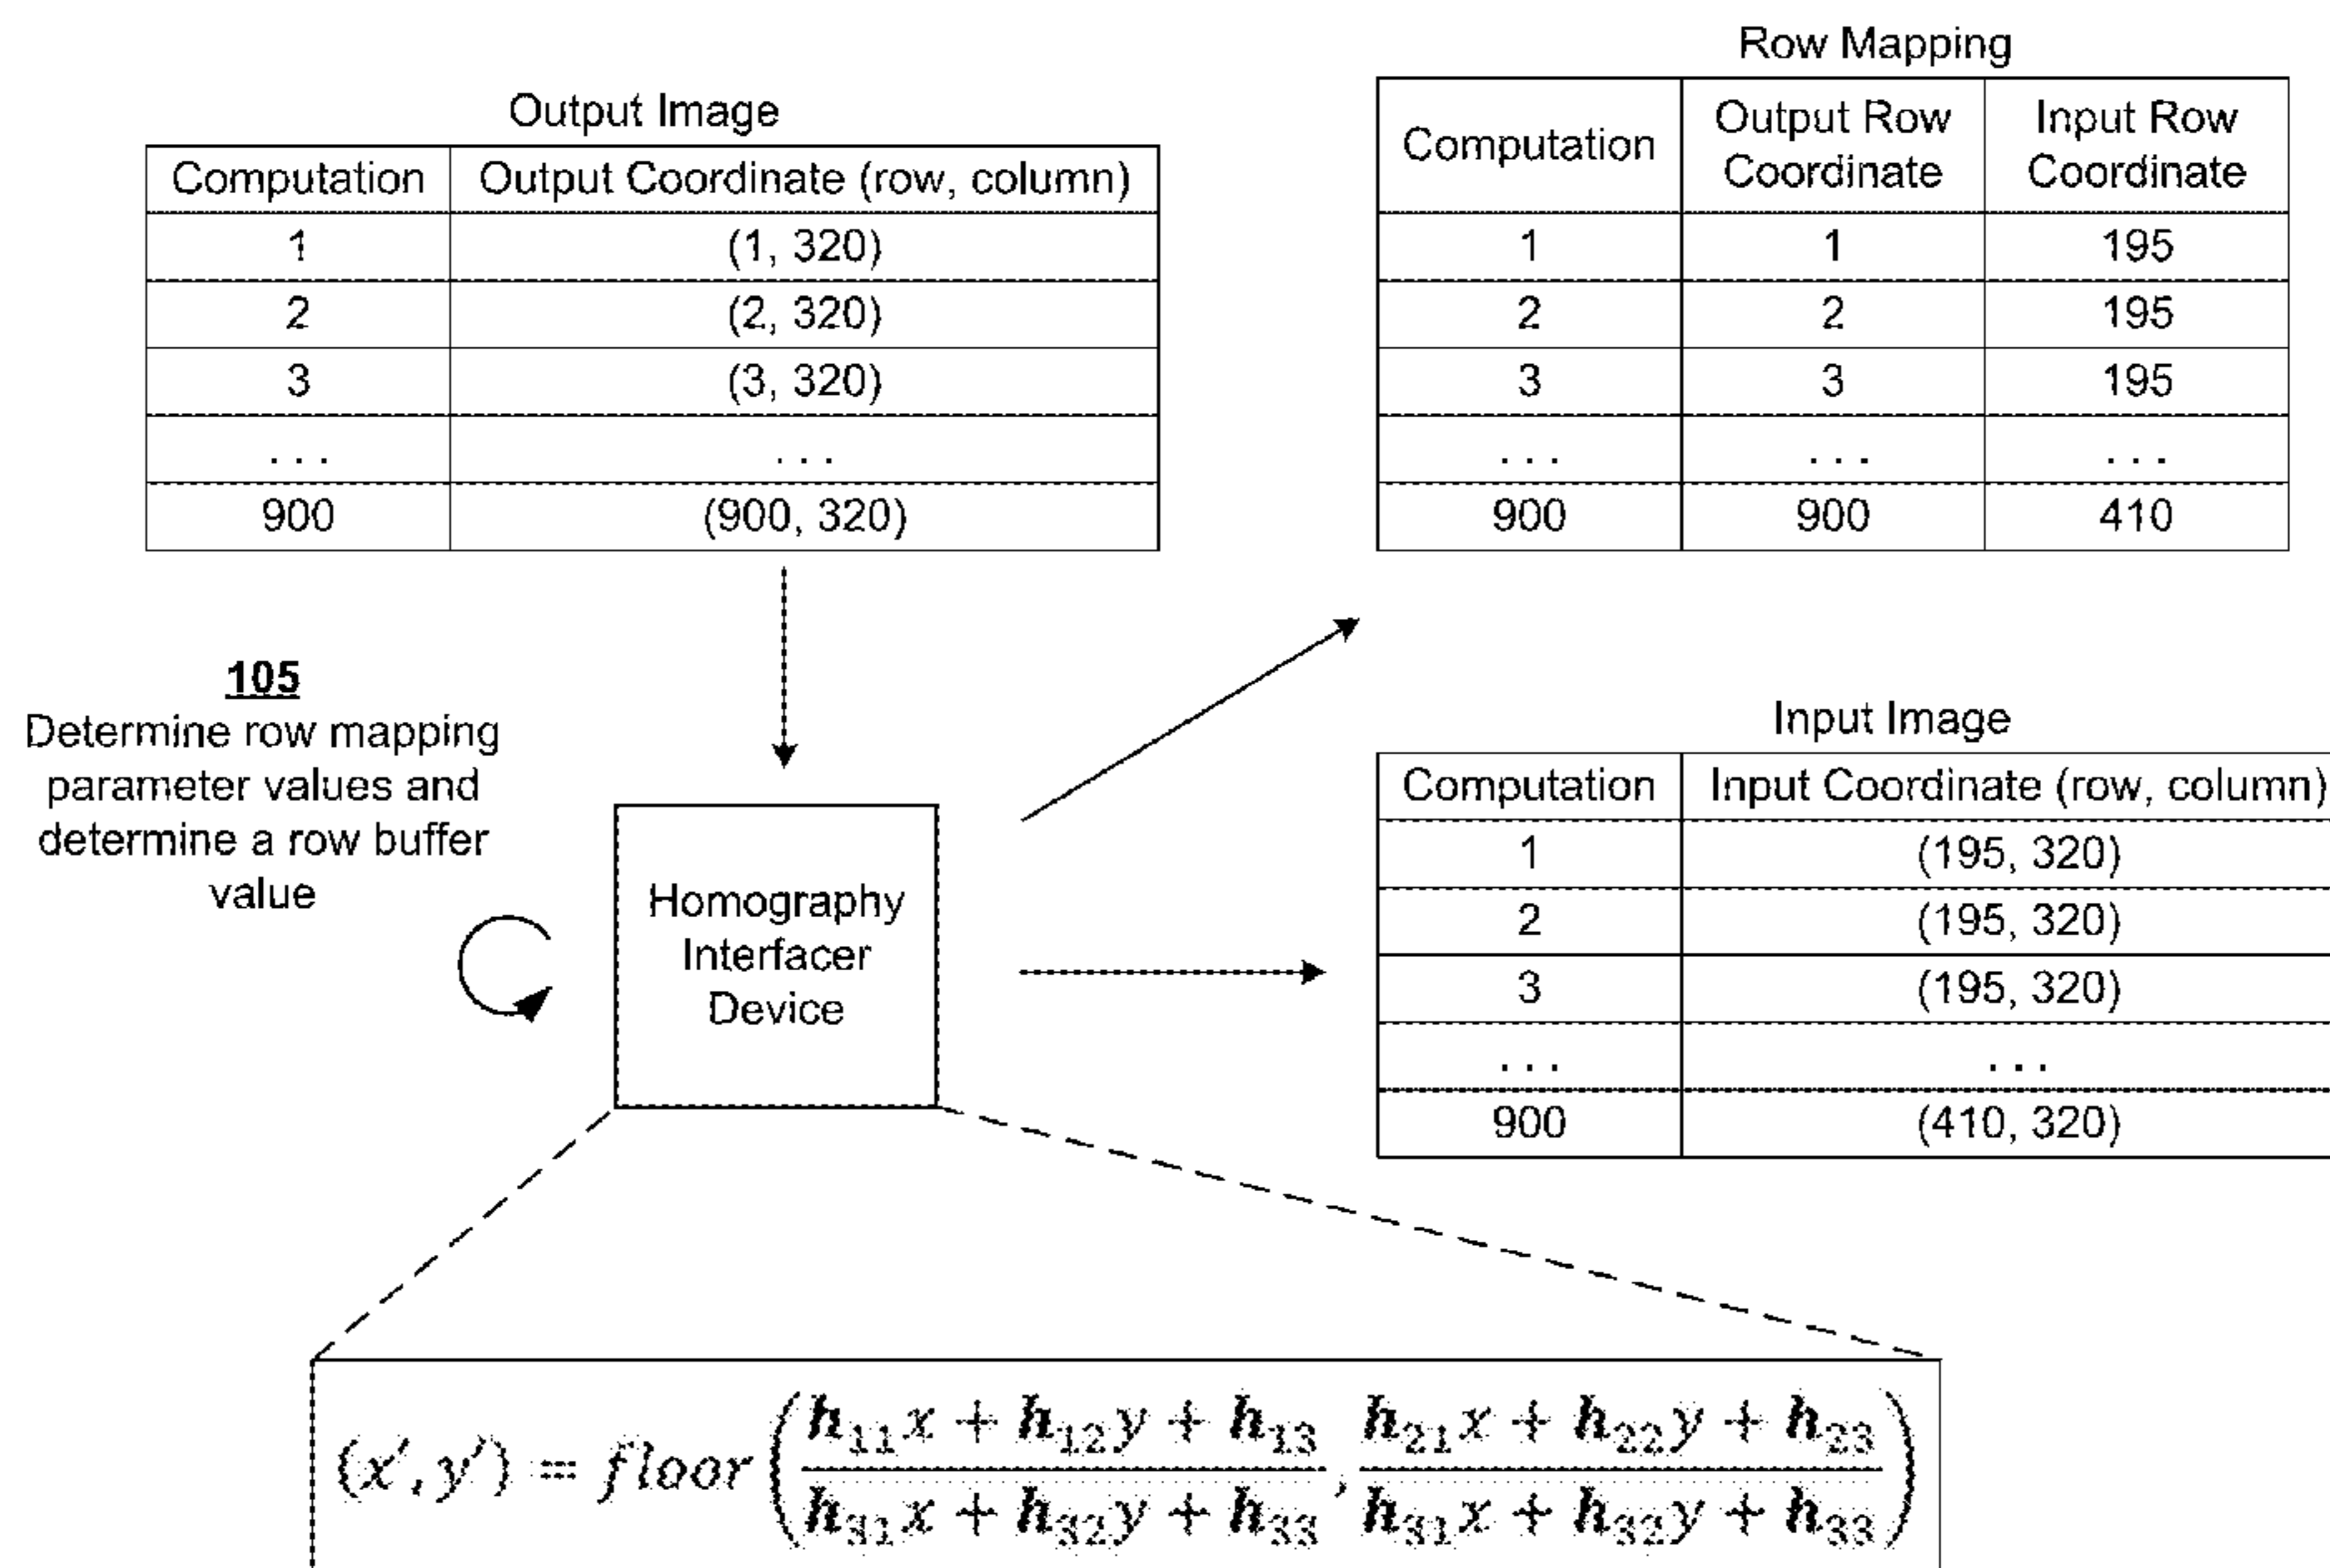 Output Image
Computation Output Coordinate (row, column)
1 (1, 320)
2 (2, 320)
3 (3, 320)
. . . . . .
900 (900, 320)
Row Mapping
Computation Output Row Coordinate Input Row Coordinate
1 1 195
2 2 195
3 3 195
. . . . . . . . .
900 900 410
105
Determine row mapping
parameter values and
determine a row buffer
value
Homography
Interfacer
Device
Input Image
Computation Input Coordinate (row, column)
1 (195, 320)
2 (195, 320)
3 (195, 320)
. . . . . .
900 (410, 320)
(x′, y′) = floor((h₁₁x + h₁₂y + h₁₃)/(h₃₁x + h₃₂y + h₃₃), (h₂₁x + h₂₂y + h₂₃)/(h₃₁x + h₃₂y + h₃₃))